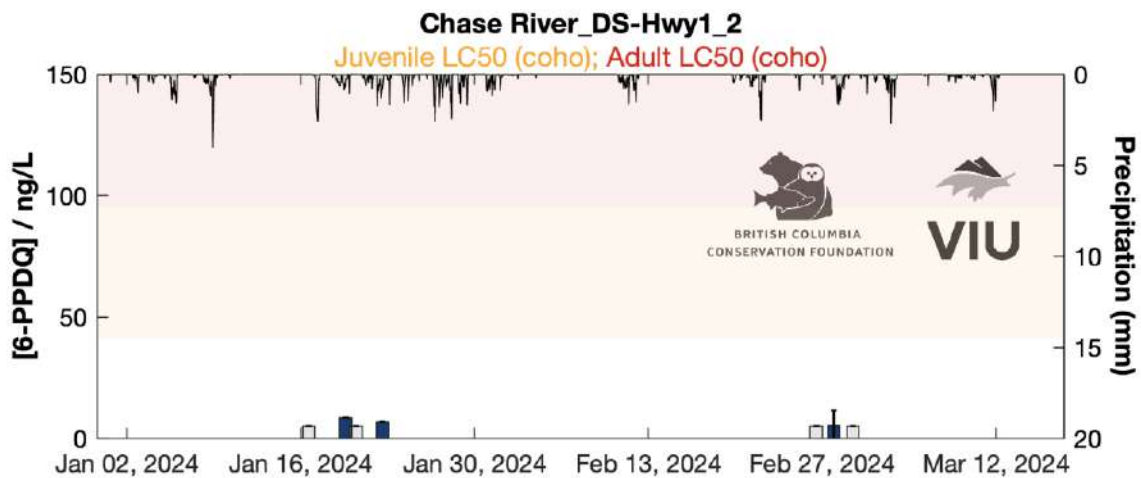 Chase River_DS-Hwy1_2
Juvenile LC50 (coho); Adult LC50 (coho)
[6-PPDQ] / ng/L
150
100
50
0
Precipitation (mm)
0
5
10
15
20
BRITISH COLUMBIA
CONSERVATION FOUNDATION
VIU
Jan 02, 2024 Jan 16, 2024 Jan 30, 2024 Feb 13, 2024 Feb 27, 2024 Mar 12, 2024